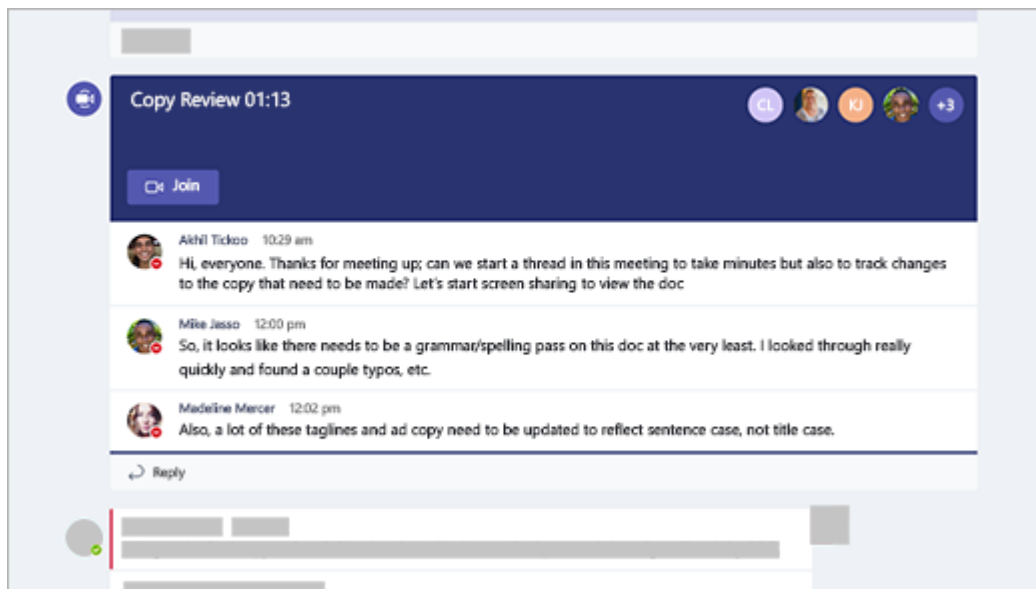 Copy Review 01:13
CL
KJ
+3
Join
Akhil Tickoo 10:29 am
Hi, everyone. Thanks for meeting up; can we start a thread in this meeting to take minutes but also to track changes
to the copy that need to be made? Let's start screen sharing to view the doc
Mike Jasso 12:00 pm
So, it looks like there needs to be a grammar/spelling pass on this doc at the very least. I looked through really
quickly and found a couple typos, etc.
Madeline Mercer 12:02 pm
Also, a lot of these taglines and ad copy need to be updated to reflect sentence case, not title case.
Reply